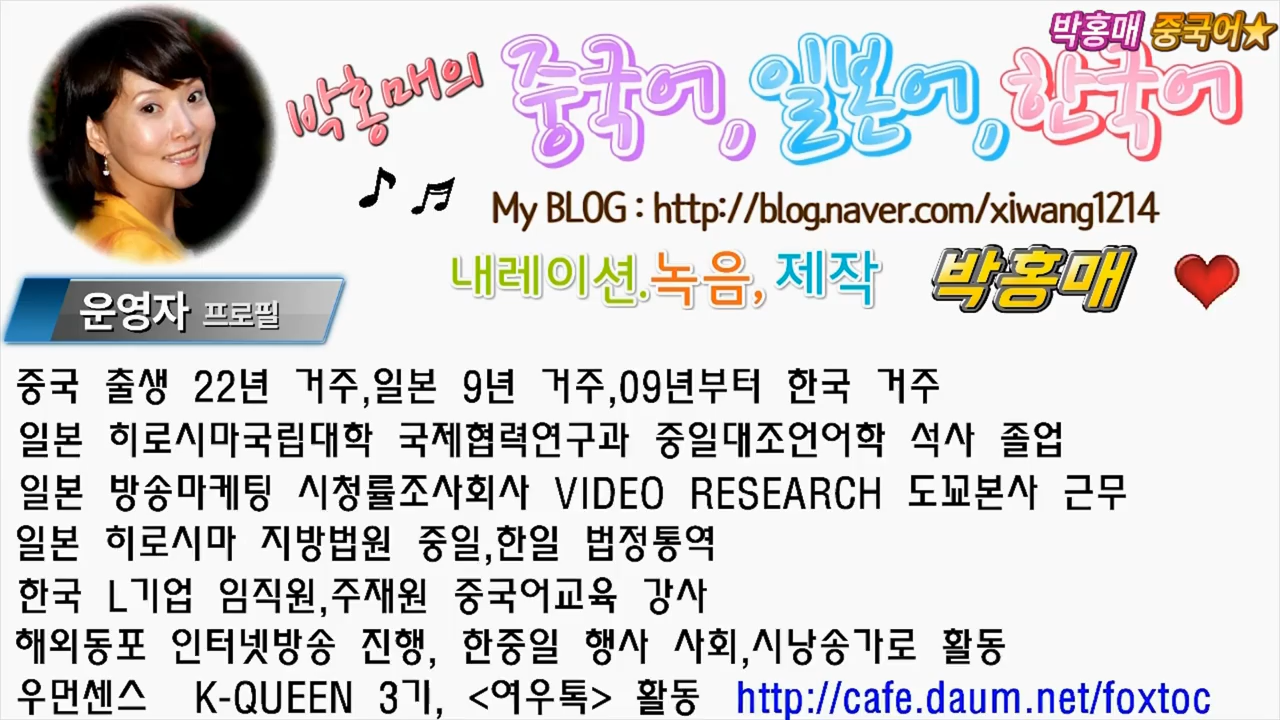 박홍매 중국어★
박홍매의 중국어, 일본어, 한국어
My BLOG : http://blog.naver.com/xiwang1214
내레이션.녹음, 제작 박홍매
운영자 프로필
중국 출생 22년 거주,일본 9년 거주,09년부터 한국 거주
일본 히로시마국립대학 국제협력연구과 중일대조언어학 석사 졸업
일본 방송마케팅 시청률조사회사 VIDEO RESEARCH 도꾜본사 근무
일본 히로시마 지방법원 중일,한일 법정통역
한국 L기업 임직원,주재원 중국어교육 강사
해외동포 인터넷방송 진행, 한중일 행사 사회,시낭송가로 활동
우먼센스 K-QUEEN 3기, <여우톡> 활동 http://cafe.daum.net/foxtoc